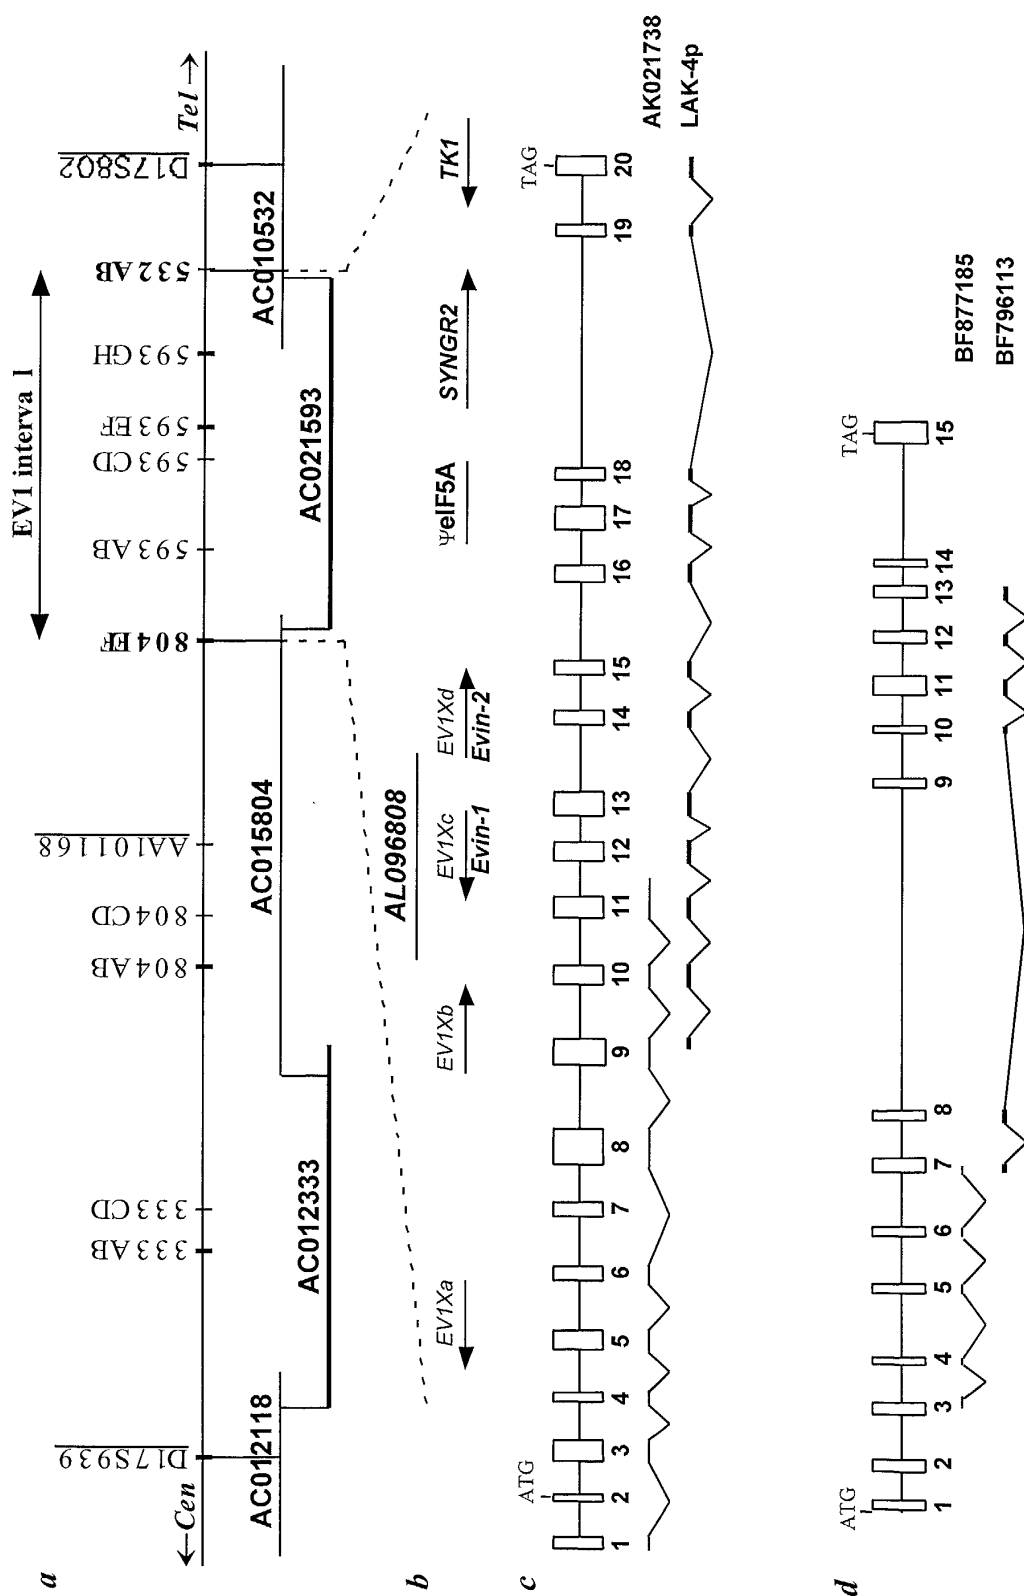 a
EV1 interva l
←Cen
D17S939
333AB
333CD
804AB
804CD
AA101168
804EF
593AB
593CD
593EF
593GH
532AB
D17S802
Tel→
AC012118
AC012333
AC015804
AC021593
AC010532
b
AL096808
EV1Xa
EV1Xb
EV1Xc
Evin-1
EV1Xd
Evin-2
ΨeIF5A
SYNGR2
TK1
c
ATG
TAG
1 2 3 4 5 6 7 8 9 10 11 12 13 14 15 16 17 18 19 20
AK021738
LAK-4p
d
ATG
TAG
1 2 3 4 5 6 7 8 9 10 11 12 13 14 15
BF877185
BF796113